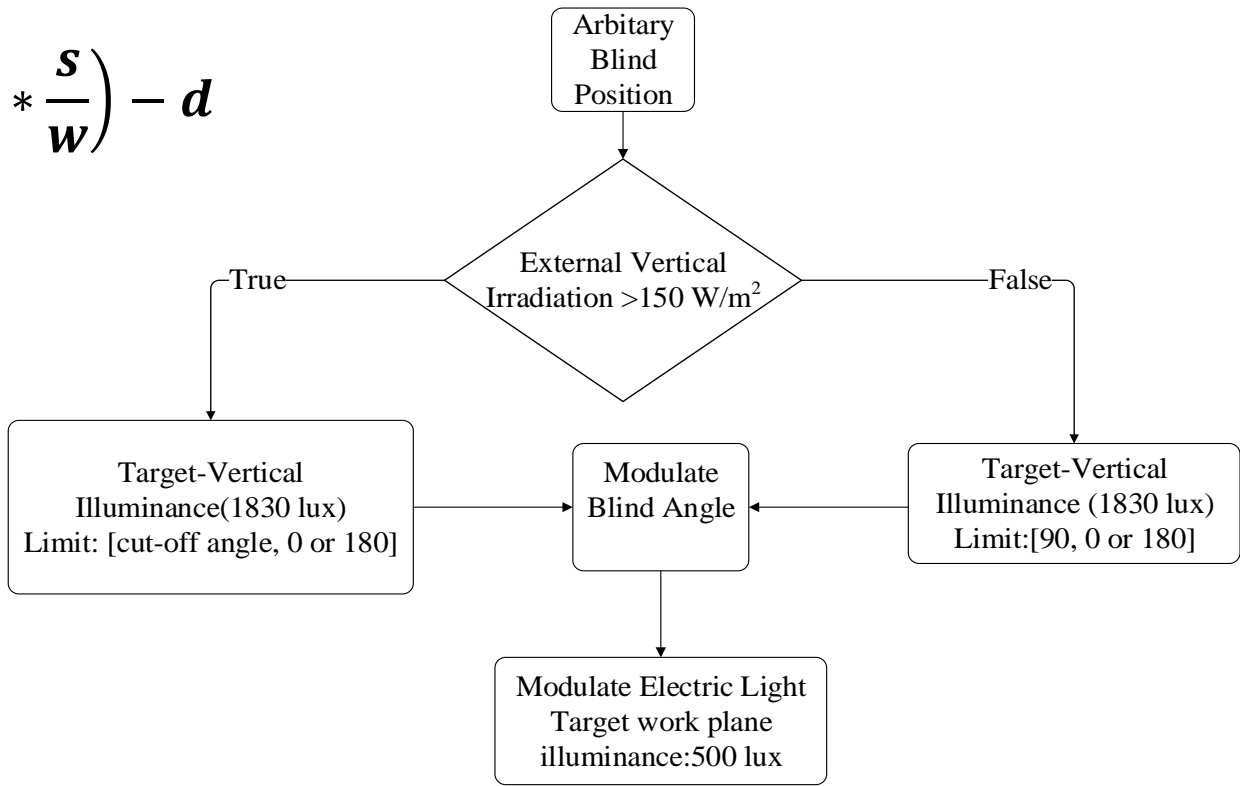 * s/w) − d
Arbitary
Blind
Position
External Vertical
Irradiation >150 W/m²
True
False
Target-Vertical
Illuminance(1830 lux)
Limit: [cut-off angle, 0 or 180]
Modulate
Blind Angle
Target-Vertical
Illuminance (1830 lux)
Limit:[90, 0 or 180]
Modulate Electric Light
Target work plane
illuminance:500 lux